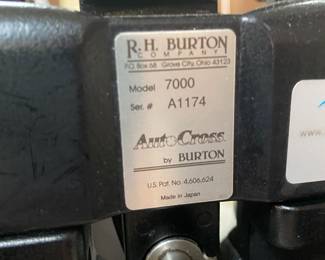 R.H. BURTON
COMPANY
P.O. Box 68 Grove City, Ohio 43123
Model 7000
Ser. # A1174
AutoCross
by BURTON
U.S. Pat. No. 4,606,624
Made in Japan
www.